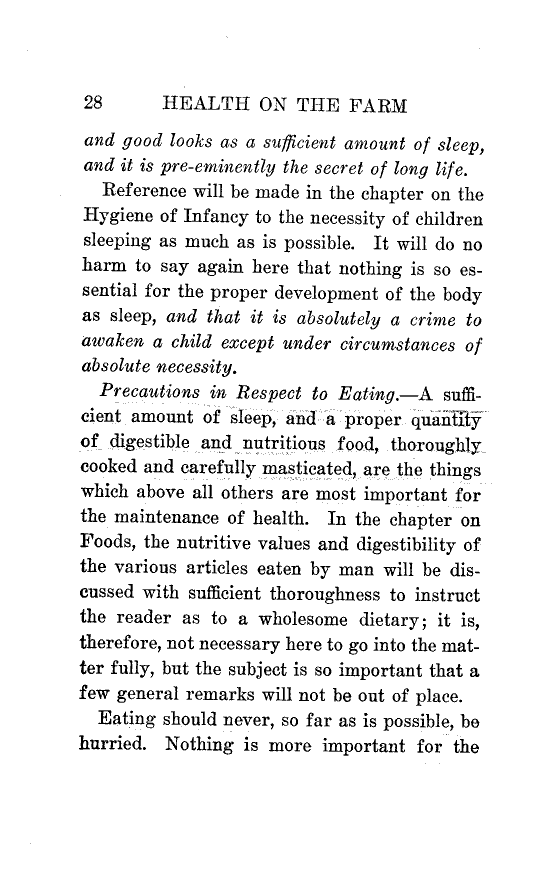 28 HEALTH ON THE FARM
and good looks as a sufficient amount of sleep,
and it is pre-eminently the secret of long life.
Reference will be made in the chapter on the
Hygiene of Infancy to the necessity of children
sleeping as much as is possible. It will do no
harm to say again here that nothing is so es-
sential for the proper development of the body
as sleep, and that it is absolutely a crime to
awaken a child except under circumstances of
absolute necessity.
Precautions in Respect to Eating.—A suffi-
cient amount of sleep, and a proper quantity
of digestible and nutritious food, thoroughly
cooked and carefully masticated, are the things
which above all others are most important for
the maintenance of health. In the chapter on
Foods, the nutritive values and digestibility of
the various articles eaten by man will be dis-
cussed with sufficient thoroughness to instruct
the reader as to a wholesome dietary; it is,
therefore, not necessary here to go into the mat-
ter fully, but the subject is so important that a
few general remarks will not be out of place.
Eating should never, so far as is possible, be
hurried. Nothing is more important for the